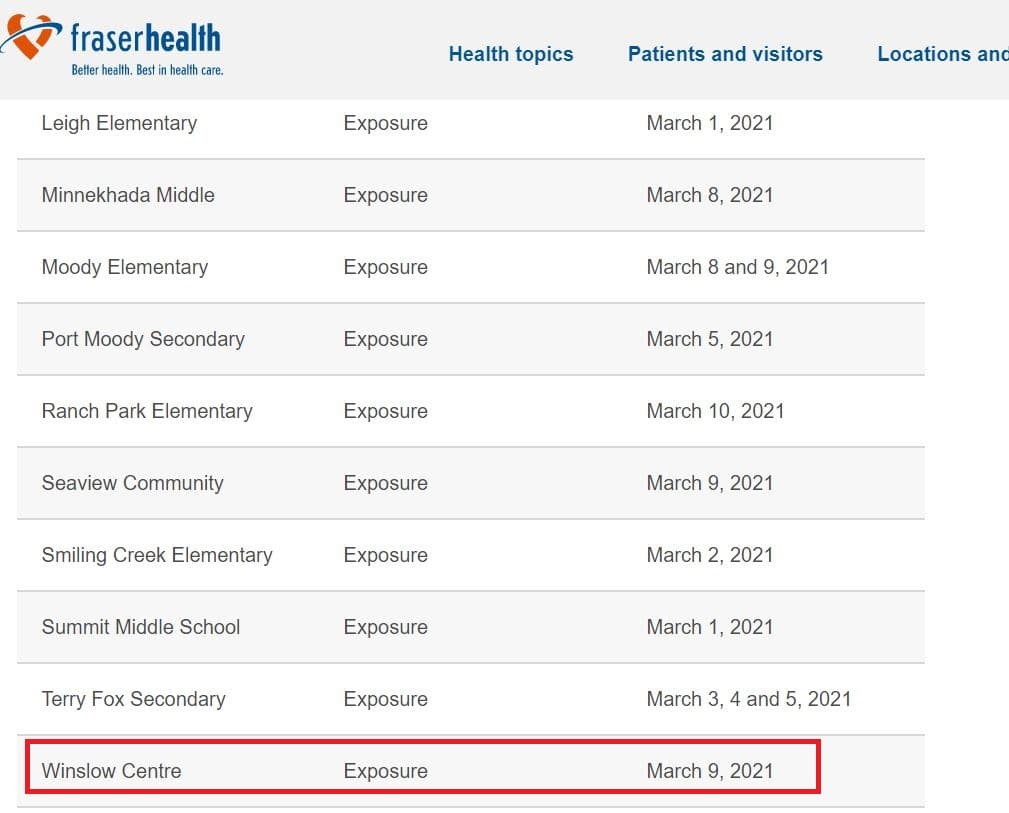 fraserhealth
Better health. Best in health care.
Health topics Patients and visitors Locations and
Leigh Elementary Exposure March 1, 2021
Minnekhada Middle Exposure March 8, 2021
Moody Elementary Exposure March 8 and 9, 2021
Port Moody Secondary Exposure March 5, 2021
Ranch Park Elementary Exposure March 10, 2021
Seaview Community Exposure March 9, 2021
Smiling Creek Elementary Exposure March 2, 2021
Summit Middle School Exposure March 1, 2021
Terry Fox Secondary Exposure March 3, 4 and 5, 2021
Winslow Centre Exposure March 9, 2021